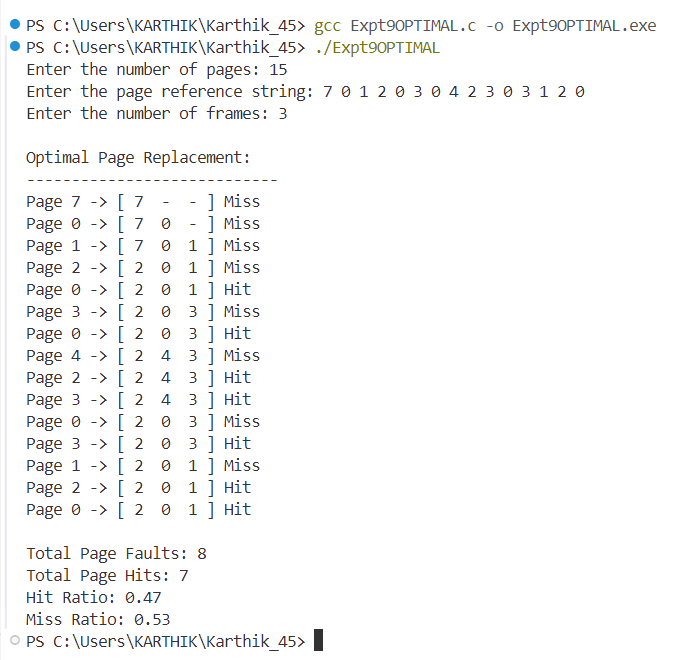 PS C:\Users\KARTHIK\Karthik_45> gcc Expt9OPTIMAL.c -o Expt9OPTIMAL.exe
PS C:\Users\KARTHIK\Karthik_45> ./Expt9OPTIMAL
Enter the number of pages: 15
Enter the page reference string: 7 0 1 2 0 3 0 4 2 3 0 3 1 2 0
Enter the number of frames: 3

Optimal Page Replacement:
----------------------------
Page 7 -> [ 7  -  - ] Miss
Page 0 -> [ 7  0  - ] Miss
Page 1 -> [ 7  0  1 ] Miss
Page 2 -> [ 2  0  1 ] Miss
Page 0 -> [ 2  0  1 ] Hit
Page 3 -> [ 2  0  3 ] Miss
Page 0 -> [ 2  0  3 ] Hit
Page 4 -> [ 2  4  3 ] Miss
Page 2 -> [ 2  4  3 ] Hit
Page 3 -> [ 2  4  3 ] Hit
Page 0 -> [ 2  0  3 ] Miss
Page 3 -> [ 2  0  3 ] Hit
Page 1 -> [ 2  0  1 ] Miss
Page 2 -> [ 2  0  1 ] Hit
Page 0 -> [ 2  0  1 ] Hit

Total Page Faults: 8
Total Page Hits: 7
Hit Ratio: 0.47
Miss Ratio: 0.53
PS C:\Users\KARTHIK\Karthik_45>